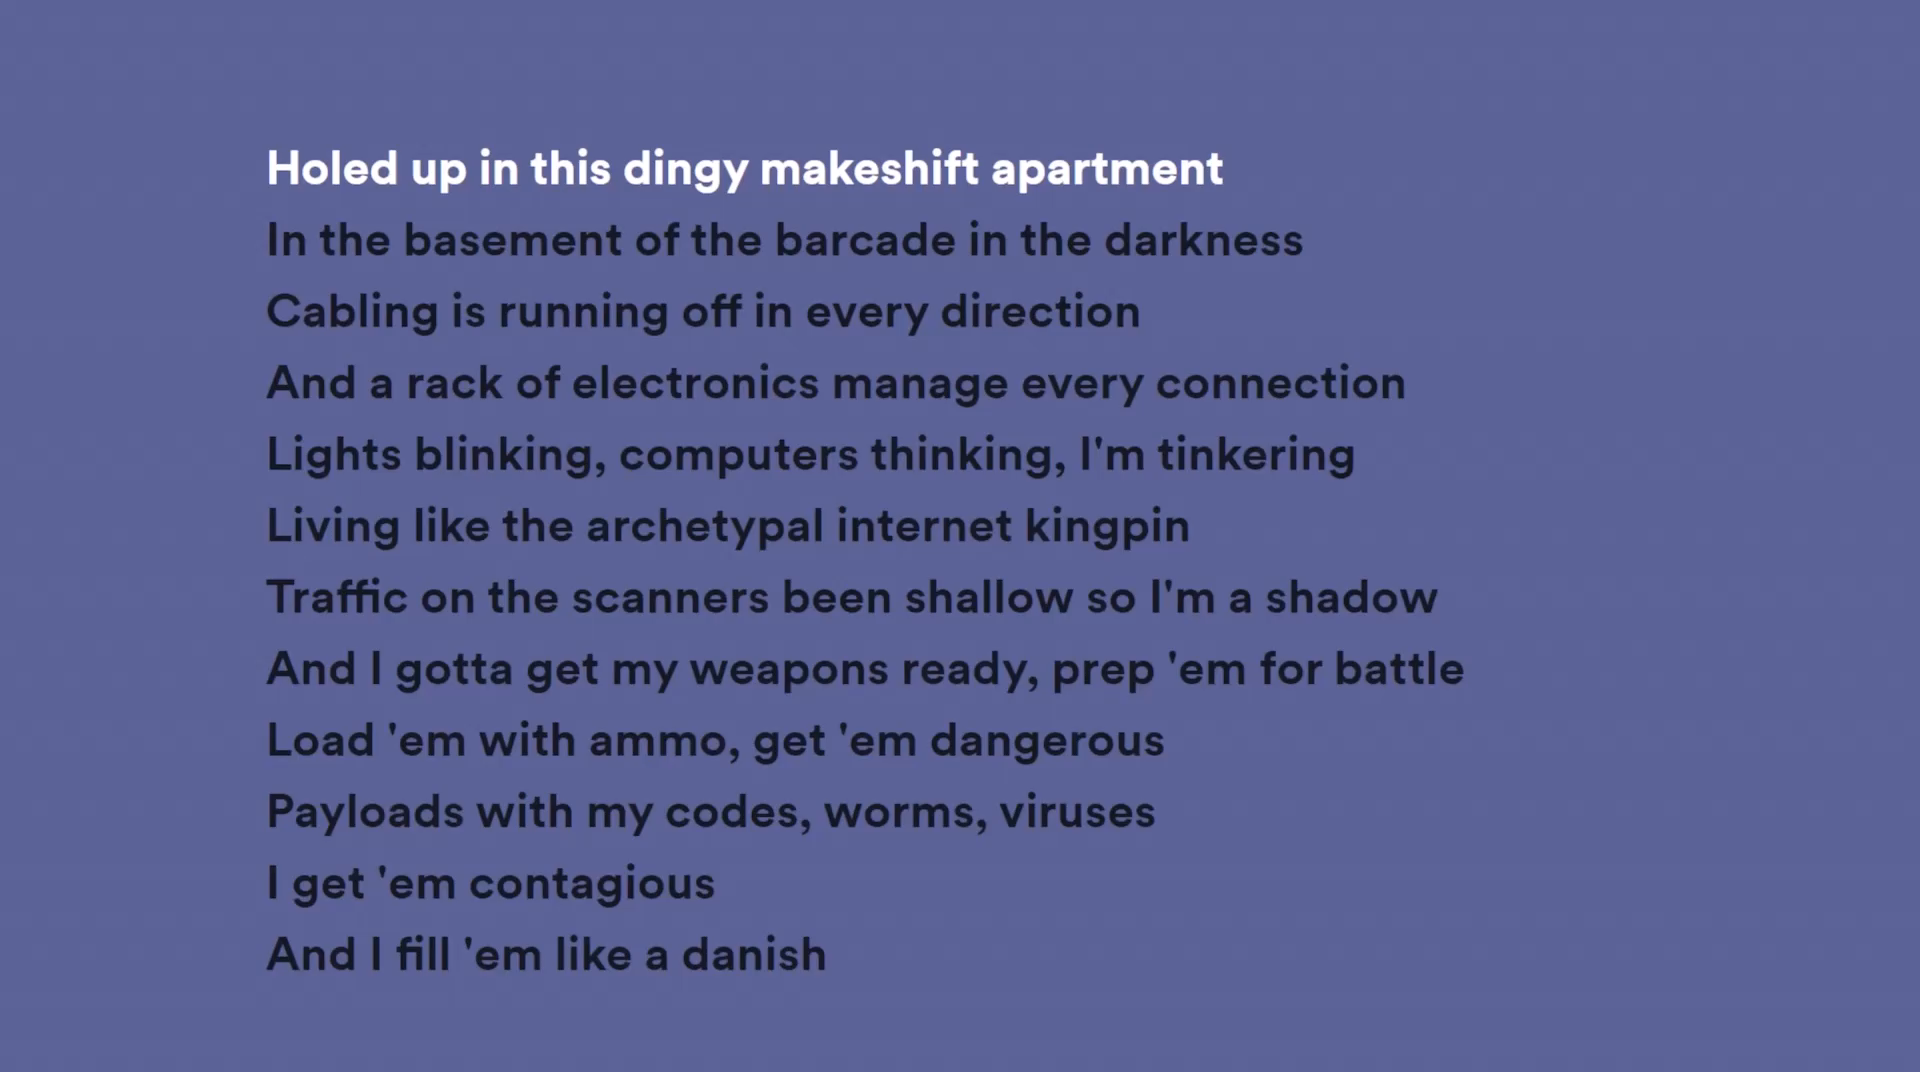 Holed up in this dingy makeshift apartment
In the basement of the barcade in the darkness
Cabling is running off in every direction
And a rack of electronics manage every connection
Lights blinking, computers thinking, I'm tinkering
Living like the archetypal internet kingpin
Traffic on the scanners been shallow so I'm a shadow
And I gotta get my weapons ready, prep 'em for battle
Load 'em with ammo, get 'em dangerous
Payloads with my codes, worms, viruses
I get 'em contagious
And I fill 'em like a danish